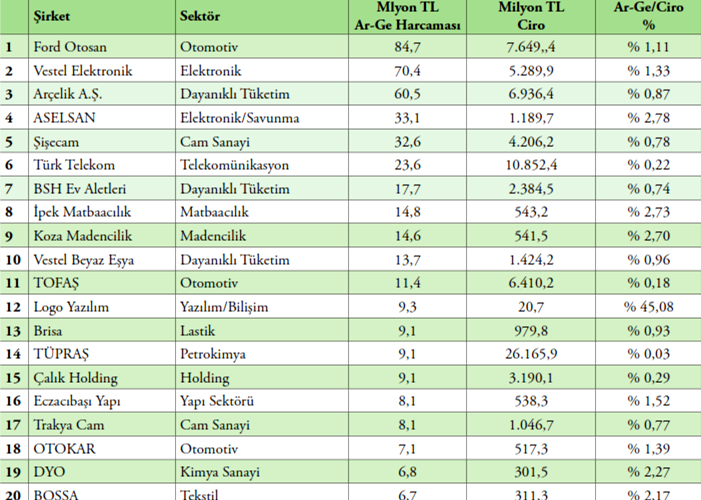 Şirket Sektör Mlyon TL Ar-Ge Harcaması Milyon TL Ciro Ar-Ge/Ciro %
1 Ford Otosan Otomotiv 84,7 7.649,,4 % 1,11
2 Vestel Elektronik Elektronik 70,4 5.289,9 % 1,33
3 Arçelik A.Ş. Dayanıklı Tüketim 60,5 6.936,4 % 0,87
4 ASELSAN Elektronik/Savunma 33,1 1.189,7 % 2,78
5 Şişecam Cam Sanayi 32,6 4.206,2 % 0,78
6 Türk Telekom Telekomünikasyon 23,6 10.852,4 % 0,22
7 BSH Ev Aletleri Dayanıklı Tüketim 17,7 2.384,5 % 0,74
8 İpek Matbaacılık Matbaacılık 14,8 543,2 % 2,73
9 Koza Madencilik Madencilik 14,6 541,5 % 2,70
10 Vestel Beyaz Eşya Dayanıklı Tüketim 13,7 1.424,2 % 0,96
11 TOFAŞ Otomotiv 11,4 6.410,2 % 0,18
12 Logo Yazılım Yazılım/Bilişim 9,3 20,7 % 45,08
13 Brisa Lastik 9,1 979,8 % 0,93
14 TÜPRAŞ Petrokimya 9,1 26.165,9 % 0,03
15 Çalık Holding Holding 9,1 3.190,1 % 0,29
16 Eczacıbaşı Yapı Yapı Sektörü 8,1 538,3 % 1,52
17 Trakya Cam Cam Sanayi 8,1 1.046,7 % 0,77
18 OTOKAR Otomotiv 7,1 517,3 % 1,39
19 DYO Kimya Sanayi 6,8 301,5 % 2,27
20 BOSSA Tekstil 6,7 311,3 % 2,17